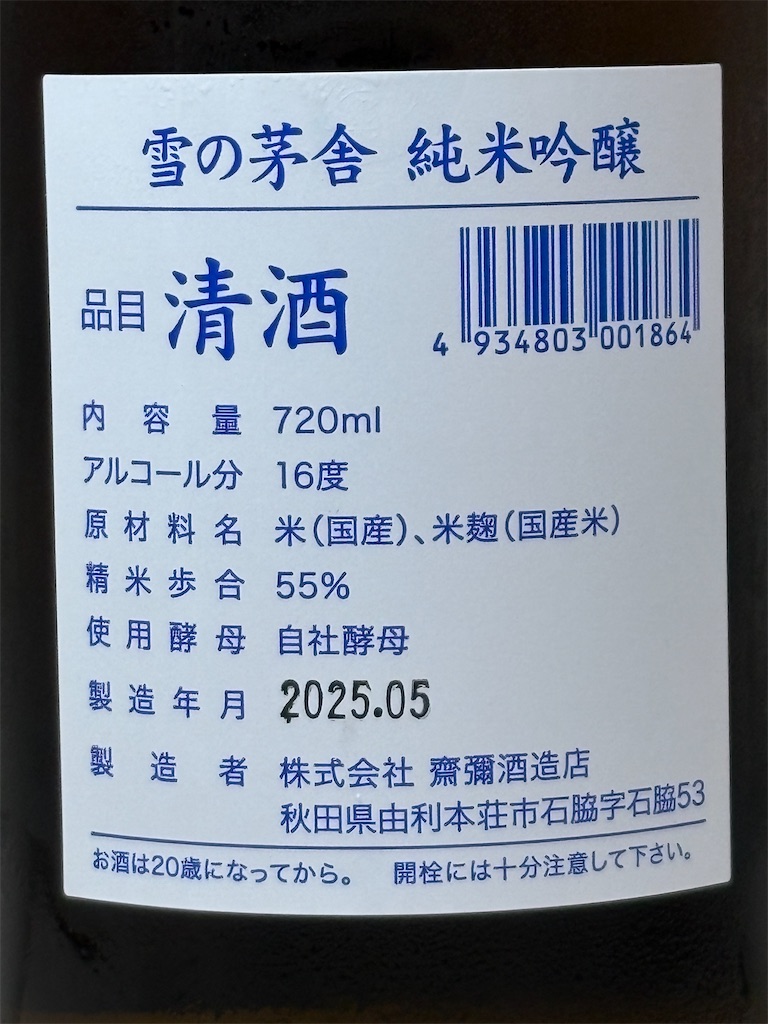 雪の茅舎 純米吟醸
品目 清酒
4 934803 001864
内容量 720ml
アルコール分 16度
原材料名 米(国産)、米麹(国産米)
精米歩合 55%
使用酵母 自社酵母
製造年月 2025.05
製造者 株式会社 齋彌酒造店
秋田県由利本荘市石脇字石脇53
お酒は20歳になってから。 開栓には十分注意して下さい。